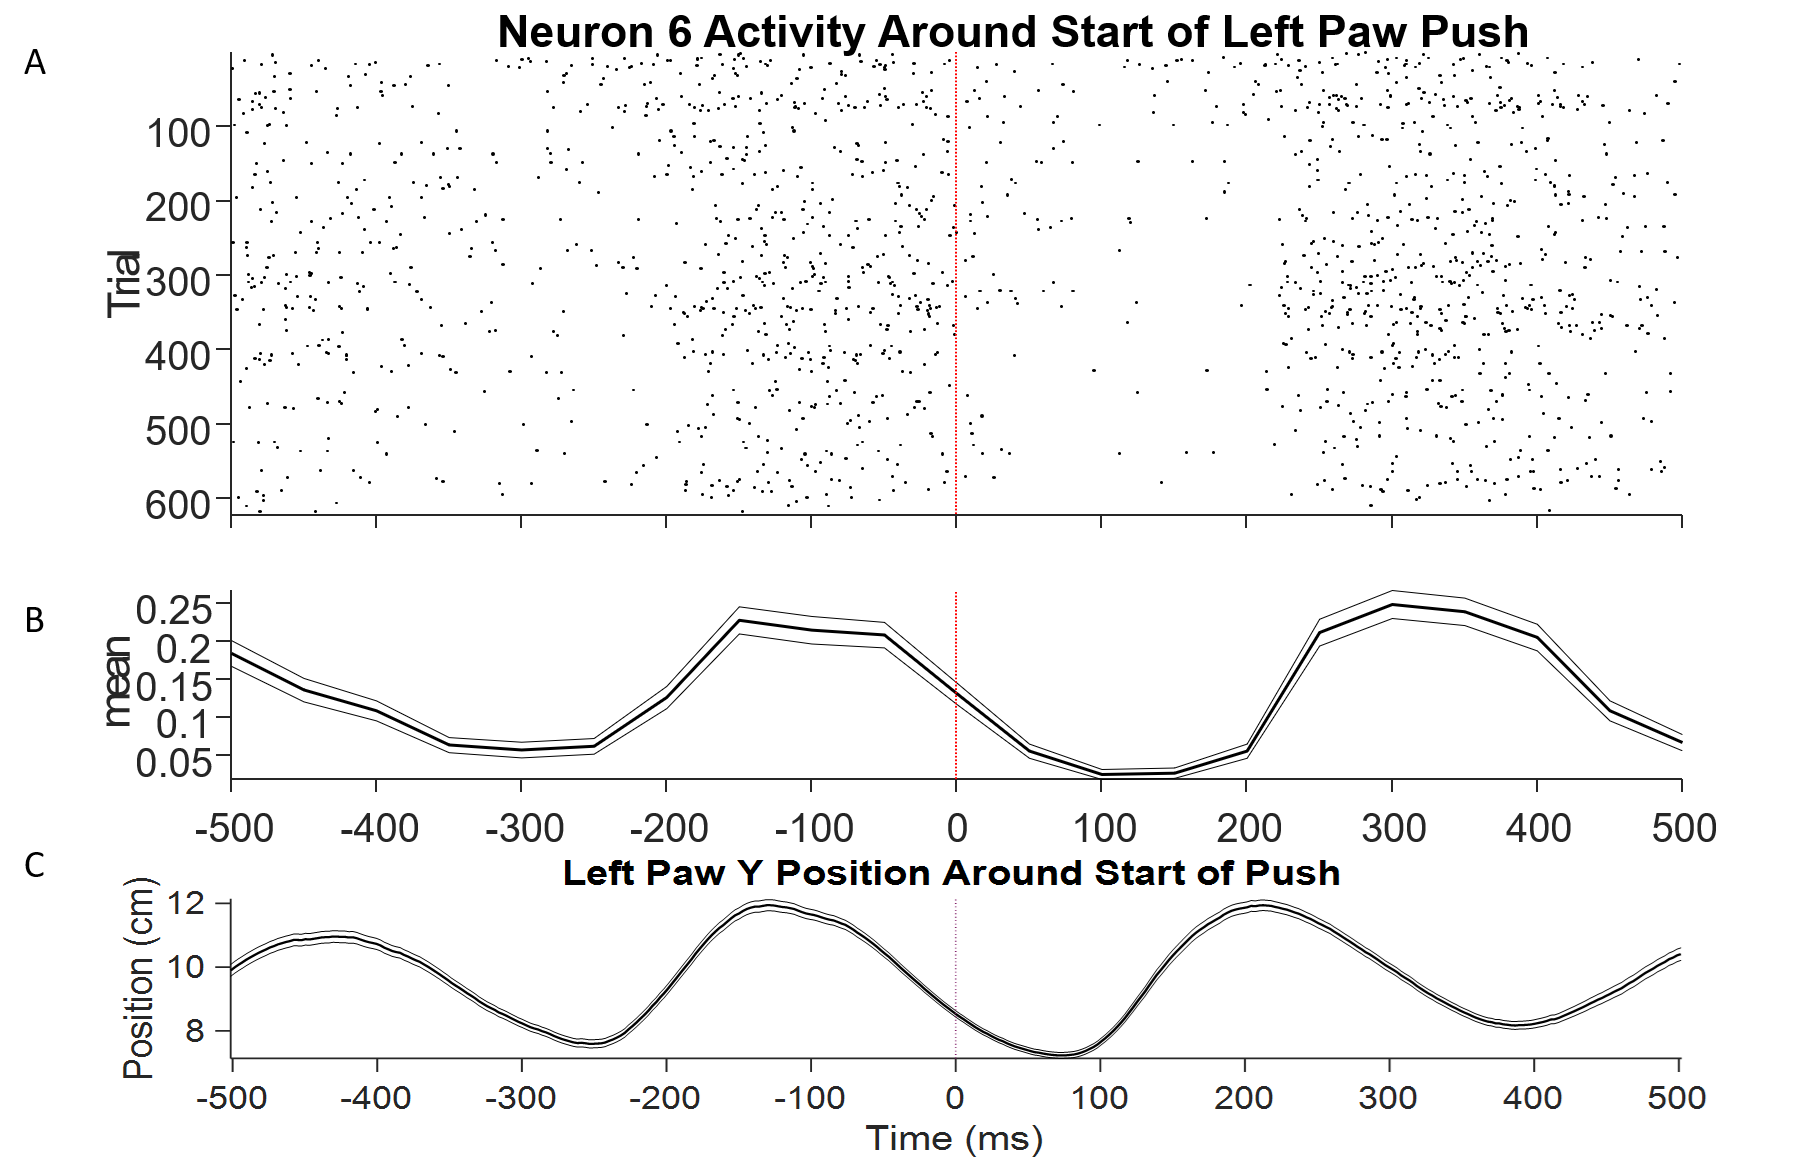 A
Neuron 6 Activity Around Start of Left Paw Push
Trial
100
200
300
400
500
600
B
mean
0.25
0.2
0.15
0.1
0.05
-500 -400 -300 -200 -100 0 100 200 300 400 500
C
Left Paw Y Position Around Start of Push
Position (cm)
12
10
8
-500 -400 -300 -200 -100 0 100 200 300 400 500
Time (ms)